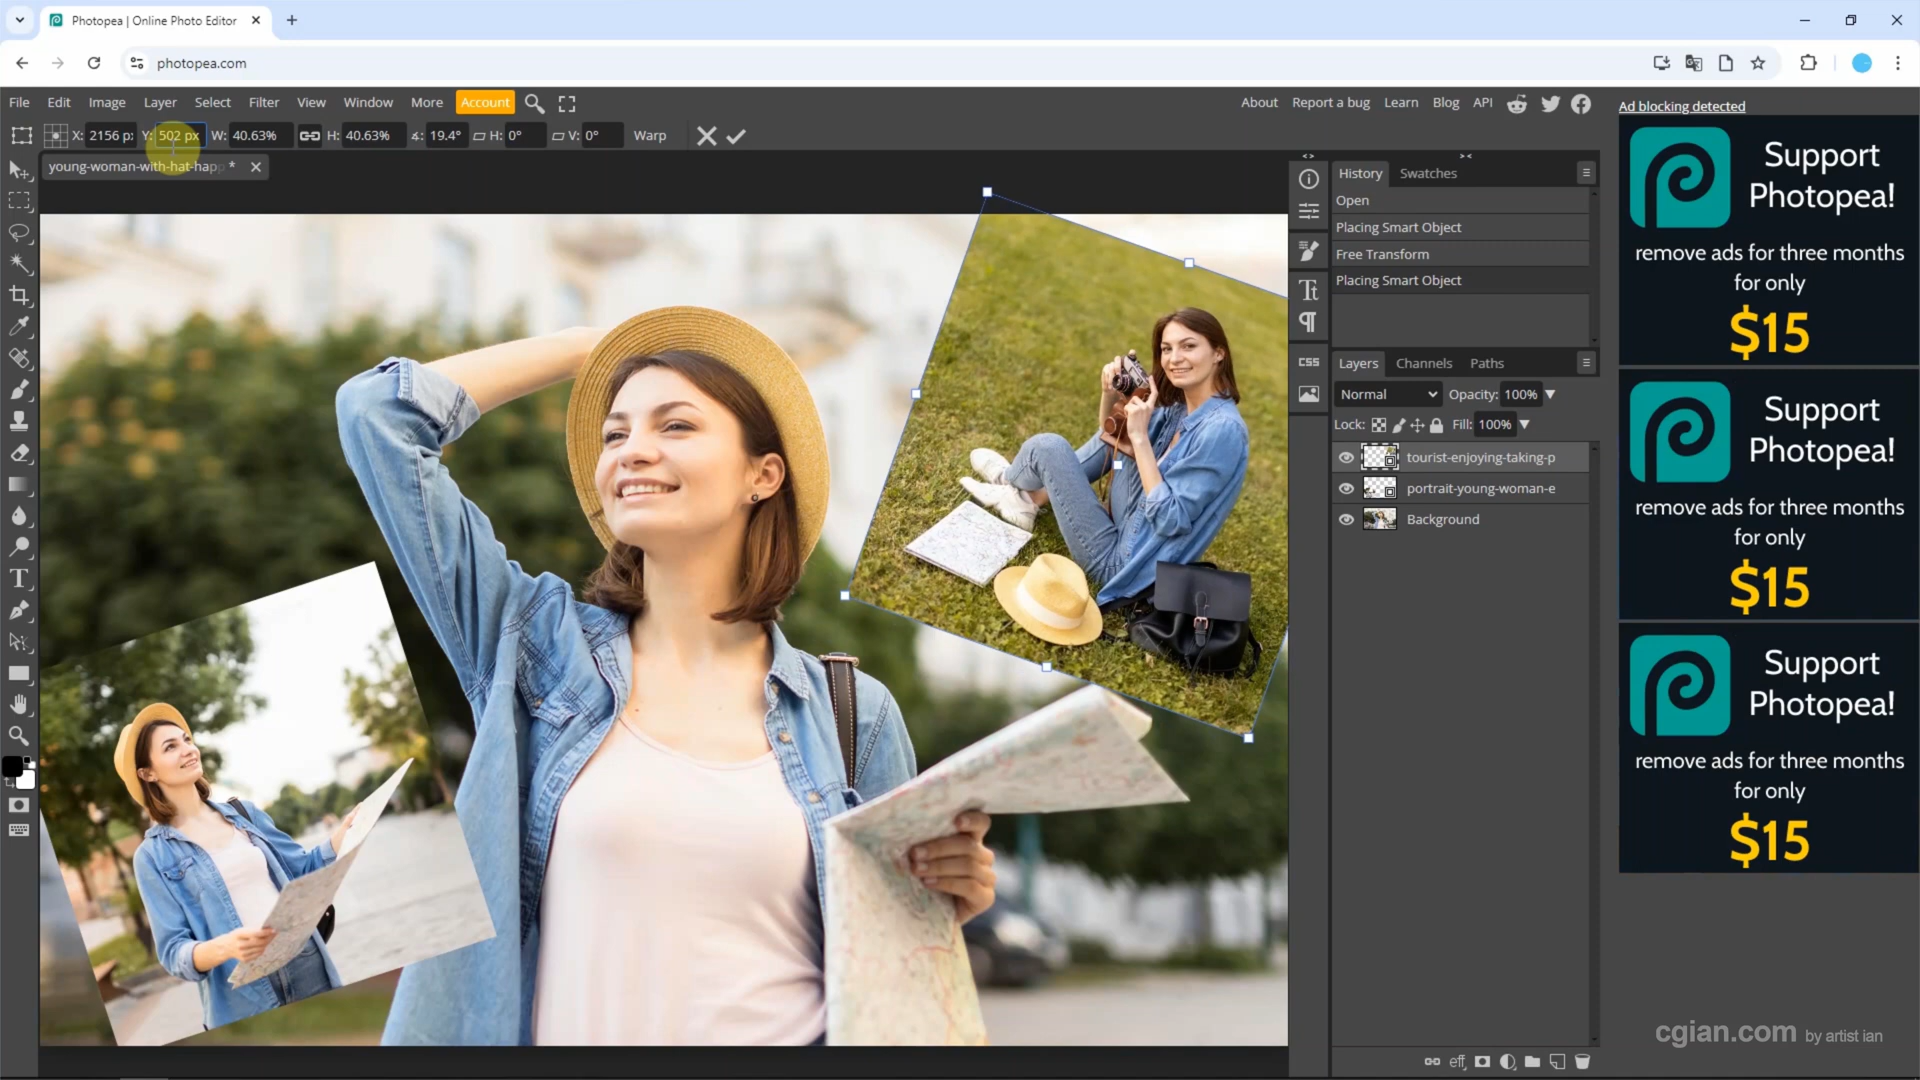 Photopea | Online Photo Editor
photopea.com
File Edit Image Layer Select Filter View Window More Account
About Report a bug Learn Blog API
X: 2156 p: Y: 502 px W: 40.63% H: 40.63% 19.4° H: 0° V: 0° Warp
young-woman-with-hat-happ *
History Swatches
Open
Placing Smart Object
Free Transform
Placing Smart Object
CSS
Layers Channels Paths
Normal Opacity: 100%
Lock: Fill: 100%
tourist-enjoying-taking-p
portrait-young-woman-e
Background
eff
Ad blocking detected
Support
Photopea!
remove ads for three months
for only
$15
Support
Photopea!
remove ads for three months
for only
$15
Support
Photopea!
remove ads for three months
for only
$15
cgian.com by artist ian